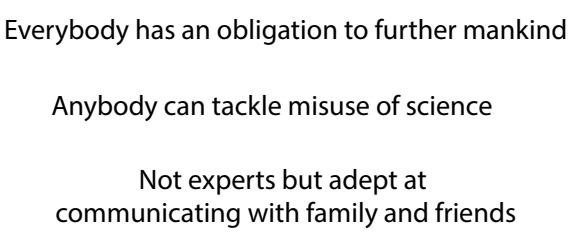 Everybody has an obligation to further mankind
Anybody can tackle misuse of science
Not experts but adept at
communicating with family and friends